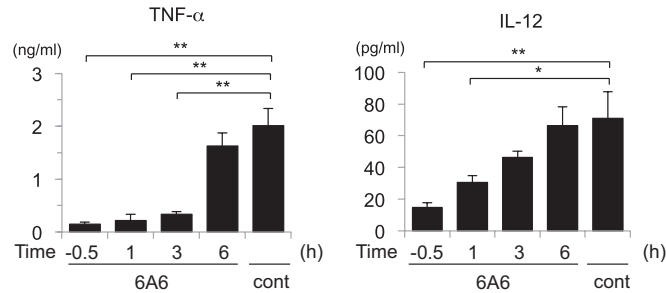 TNF-α
(ng/ml)
**
**
**
3
2
1
0
Time -0.5 1 3 6 (h)
6A6 cont
IL-12
(pg/ml)
**
*
100
80
60
40
20
0
Time -0.5 1 3 6 (h)
6A6 cont